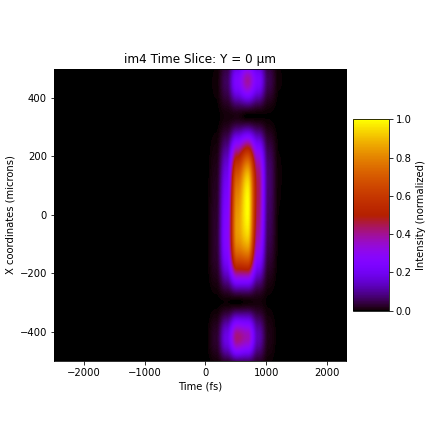 im4 Time Slice: Y = 0 μm
X coordinates (microns)
400
200
0
−200
−400
−2000 −1000 0 1000 2000
Time (fs)
1.0
0.8
0.6
0.4
0.2
0.0
Intensity (normalized)